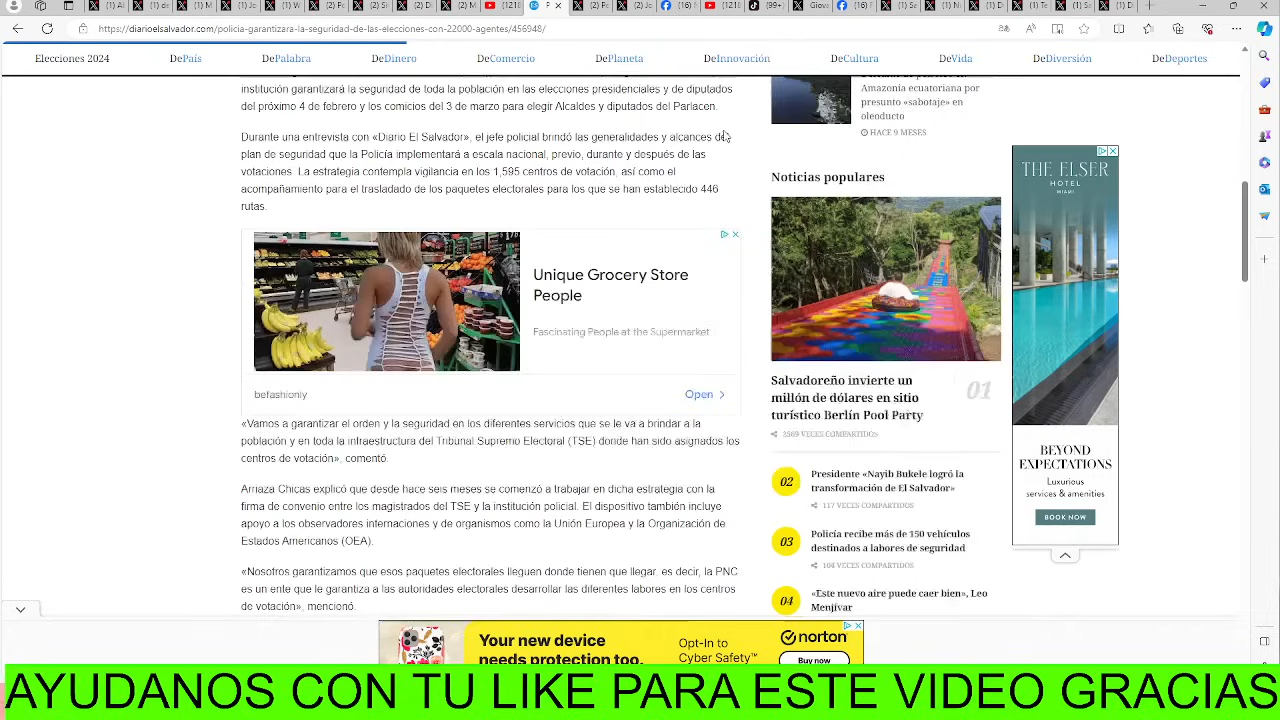 https://diarioelsalvador.com/policia-garantizara-la-seguridad-de-las-elecciones-con-22000-agentes/456948/
Elecciones 2024 DePaís DePalabra DeDinero DeComercio DePlaneta DeInnovación DeCultura DeVida DeDiversión DeDeportes
institución garantizará la seguridad de toda la población en las elecciones presidenciales y de diputados
del próximo 4 de febrero y los comicios del 3 de marzo para elegir Alcaldes y diputados del Parlacen.
Durante una entrevista con «Diario El Salvador», el jefe policial brindó las generalidades y alcances del
plan de seguridad que la Policía implementará a escala nacional, previo, durante y después de las
votaciones. La estrategia contempla vigilancia en los 1,595 centros de votación, así como el
acompañamiento para el traslado de los paquetes electorales para los que se han establecido 446
rutas.
Unique Grocery Store
People
Fascinating People at the Supermarket
befashionly
Open
«Vamos a garantizar el orden y la seguridad en los diferentes servicios que se le va a brindar a la
población y en toda la infraestructura del Tribunal Supremo Electoral (TSE) donde han sido asignados los
centros de votación», comentó.
Arriaza Chicas explicó que desde hace seis meses se comenzó a trabajar en dicha estrategia con la
firma de convenio entre los magistrados del TSE y la institución policial. El dispositivo también incluye
apoyo a los observadores internaciones y de organismos como la Unión Europea y la Organización de
Estados Americanos (OEA).
«Nosotros garantizamos que esos paquetes electorales lleguen donde tienen que llegar, es decir, la PNC
es un ente que le garantiza a las autoridades electorales desarrollar las diferentes labores en los centros
de votación», mencionó.
Amazonia ecuatoriana por
presunto «sabotaje» en
oleoducto
HACE 9 MESES
Noticias populares
Salvadoreño invierte un
millón de dólares en sitio
turístico Berlín Pool Party
01
2569 VECES COMPARTIDOS
02
Presidente «Nayib Bukele logró la
transformación de El Salvador»
117 VECES COMPARTIDOS
03
Policía recibe más de 150 vehículos
destinados a labores de seguridad
104 VECES COMPARTIDOS
04
«Este nuevo aire puede caer bien», Leo
Menjívar
THE ELSER
HOTEL
MIAMI
BEYOND
EXPECTATIONS
Luxurious
services & amenities
BOOK NOW
Your new device
needs protection too.
Opt-In to
Cyber Safety™
norton
Buy now
AYUDANOS CON TU LIKE PARA ESTE VIDEO GRACIAS